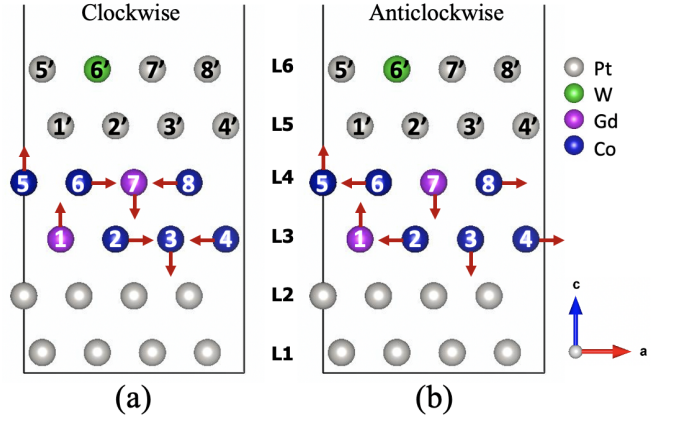 Clockwise
Anticlockwise
5′ 6′ 7′ 8′ L6 5′ 6′ 7′ 8′
1′ 2′ 3′ 4′ L5 1′ 2′ 3′ 4′
5 6 7 8 L4 5 6 7 8
1 2 3 4 L3 1 2 3 4
L2
L1
Pt
W
Gd
Co
c
a
(a)
(b)